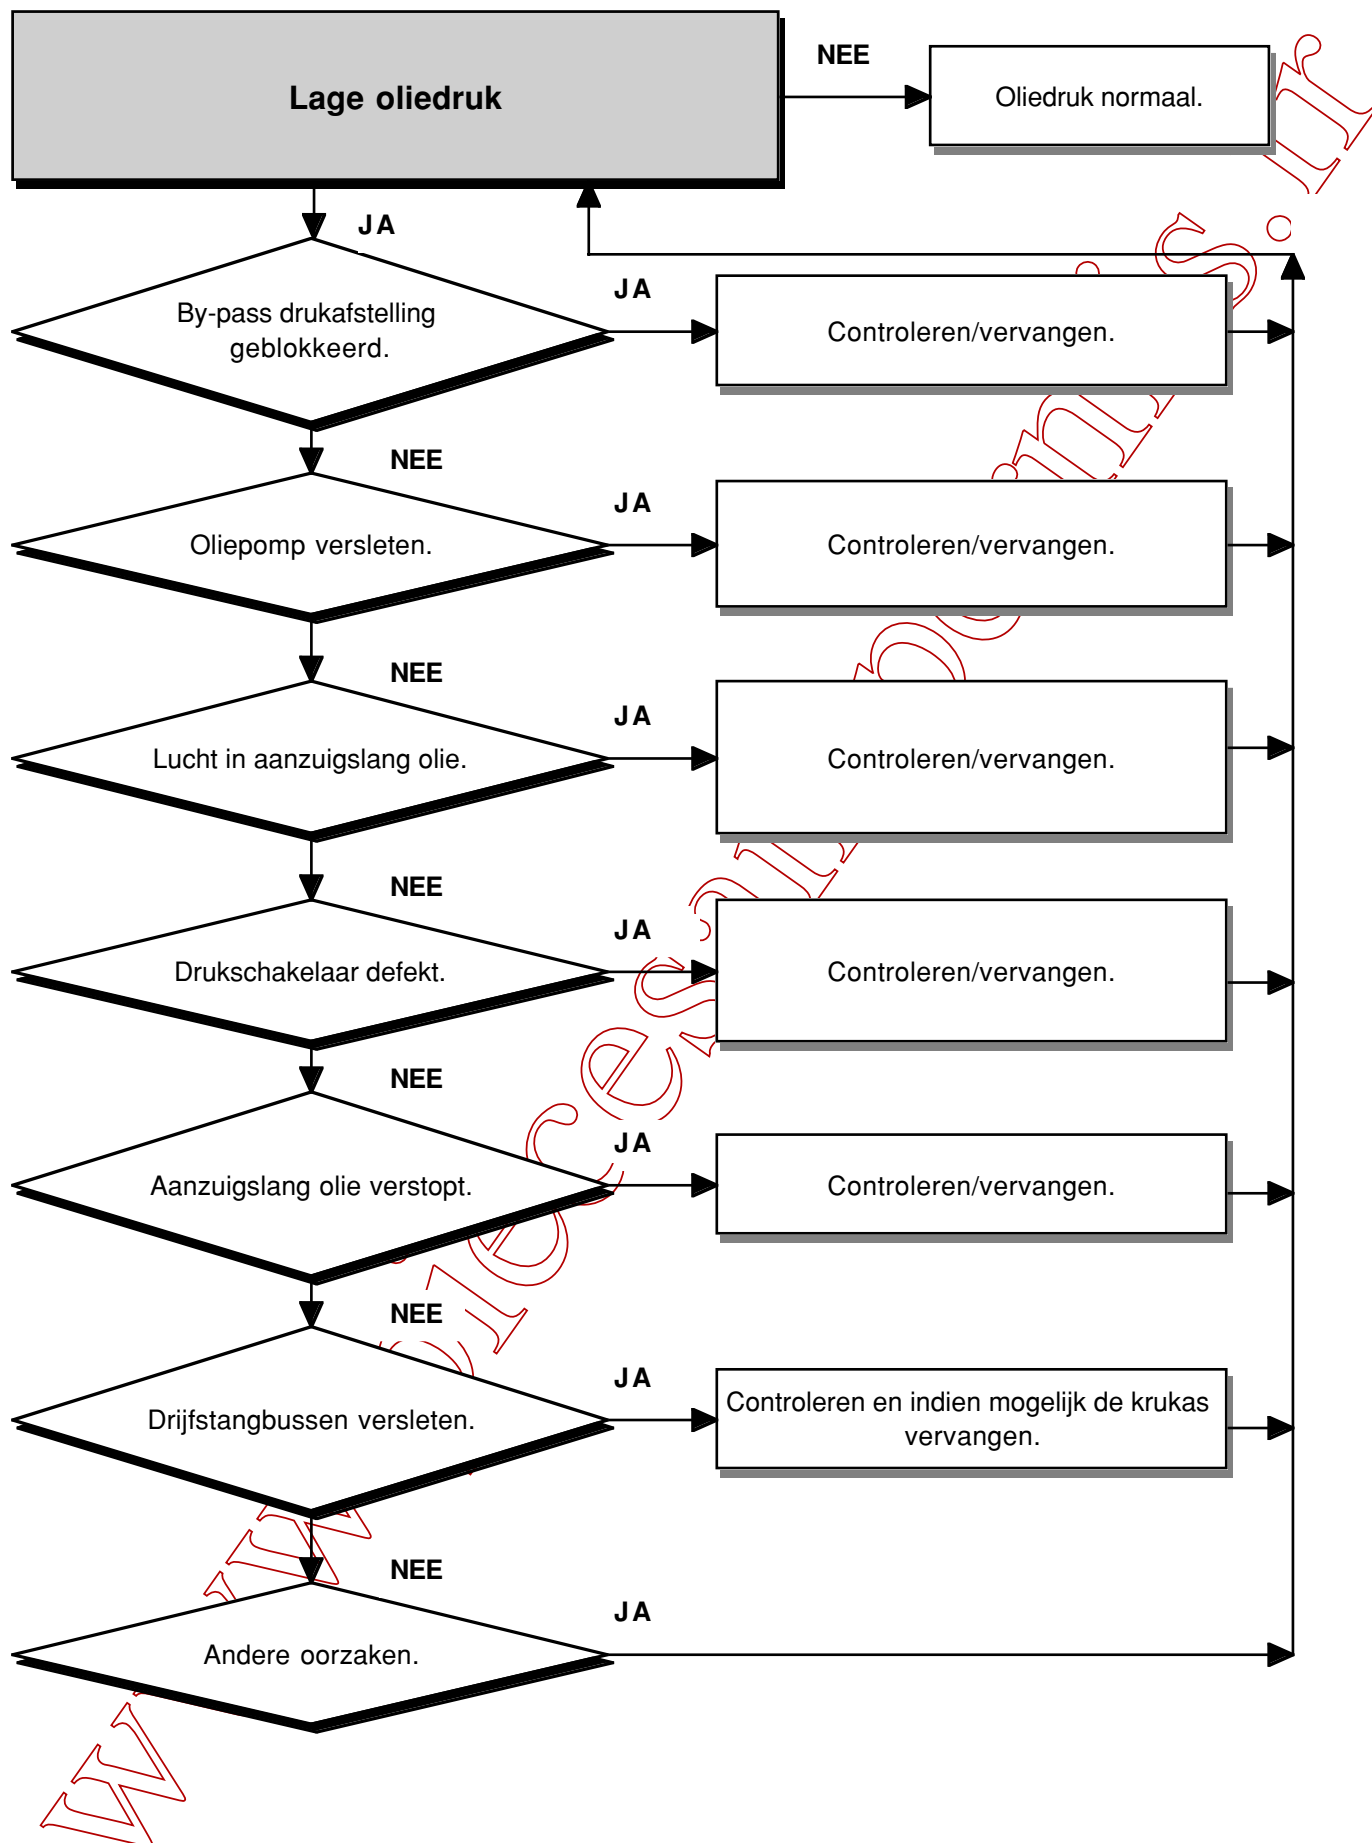 Lage oliedruk
NEE
Oliedruk normaal.
JA
By-pass drukafstelling
geblokkeerd.
JA
Controleren/vervangen.
NEE
Oliepomp versleten.
JA
Controleren/vervangen.
NEE
Lucht in aanzuigslang olie.
JA
Controleren/vervangen.
NEE
Drukschakelaar defekt.
JA
Controleren/vervangen.
NEE
Aanzuigslang olie verstopt.
JA
Controleren/vervangen.
NEE
Drijfstangbussen versleten.
JA
Controleren en indien mogelijk de krukas
vervangen.
NEE
Andere oorzaken.
JA